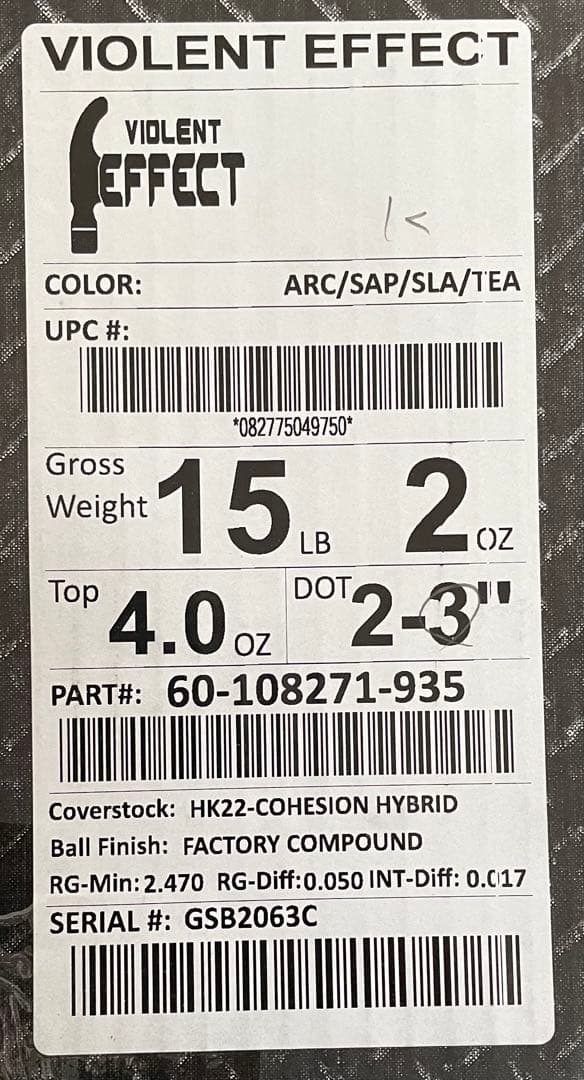 VIOLENT EFFECT
VIOLENT
EFFECT
K
COLOR: ARC/SAP/SLA/TEA
UPC #:
*082775049750*
Gross
Weight 15 LB 2 OZ
Top 4.0 OZ DOT 2-3"
PART#: 60-108271-935
Coverstock: HK22-COHESION HYBRID
Ball Finish: FACTORY COMPOUND
RG-Min: 2.470 RG-Diff: 0.050 INT-Diff: 0.017
SERIAL #: GSB2063C